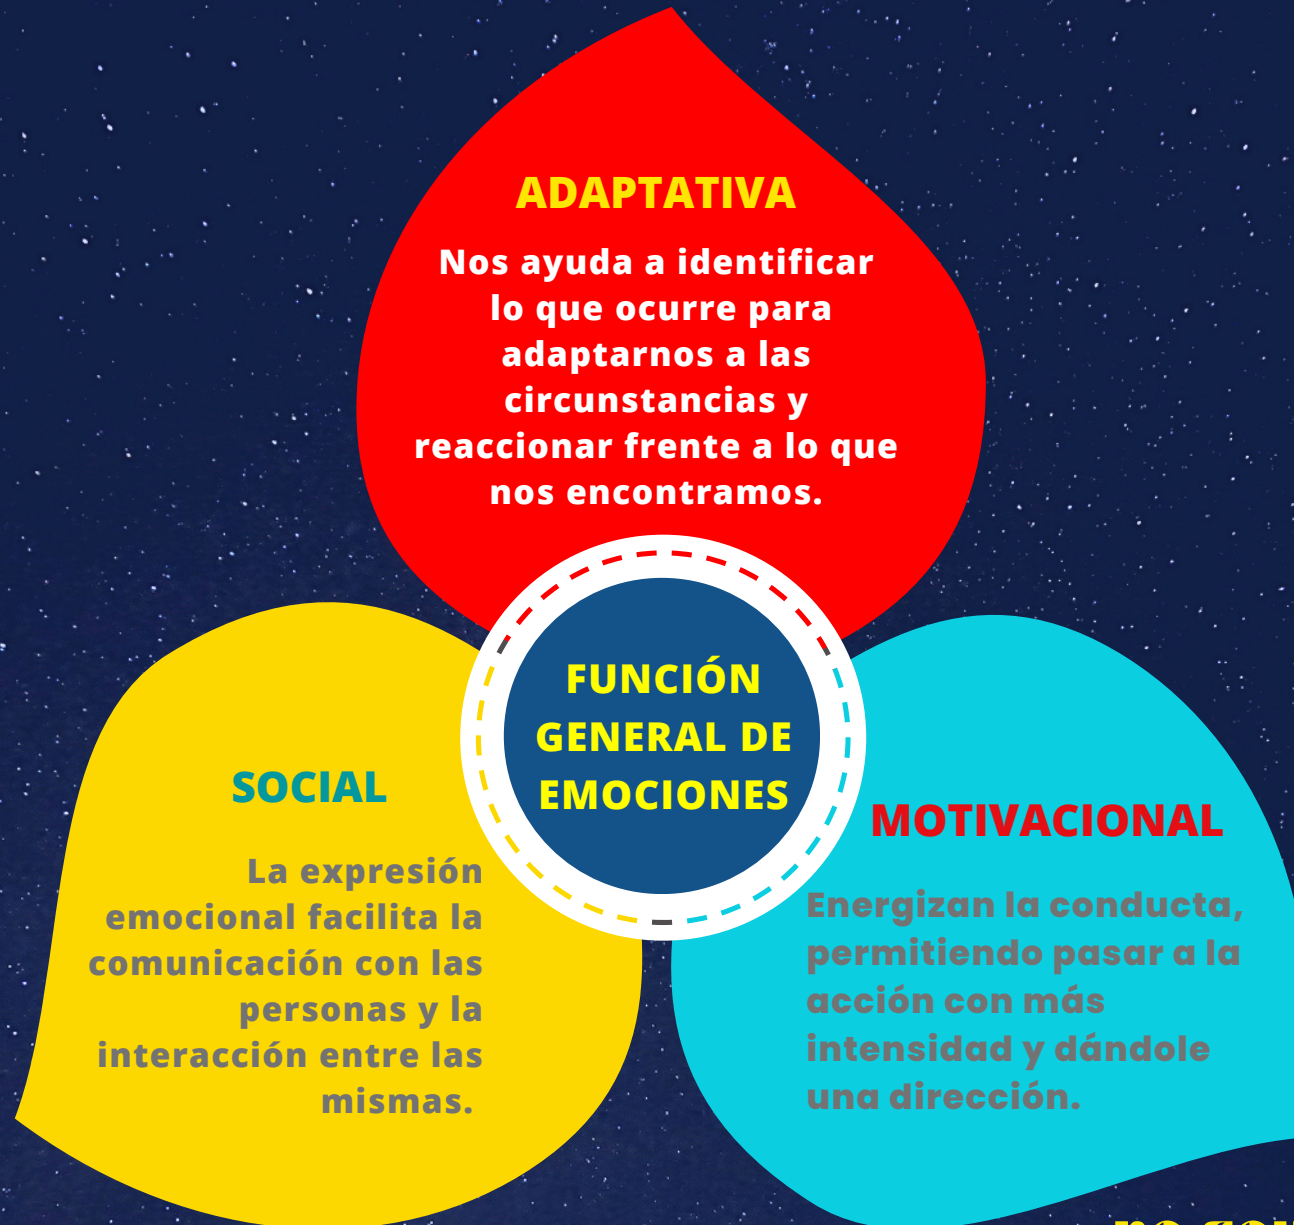 ADAPTATIVA
Nos ayuda a identificar
lo que ocurre para
adaptarnos a las
circunstancias y
reaccionar frente a lo que
nos encontramos.
FUNCIÓN
GENERAL DE
EMOCIONES
SOCIAL
La expresión
emocional facilita la
comunicación con las
personas y la
interacción entre las
mismas.
MOTIVACIONAL
Energizan la conducta,
permitiendo pasar a la
acción con más
intensidad y dándole
una dirección.